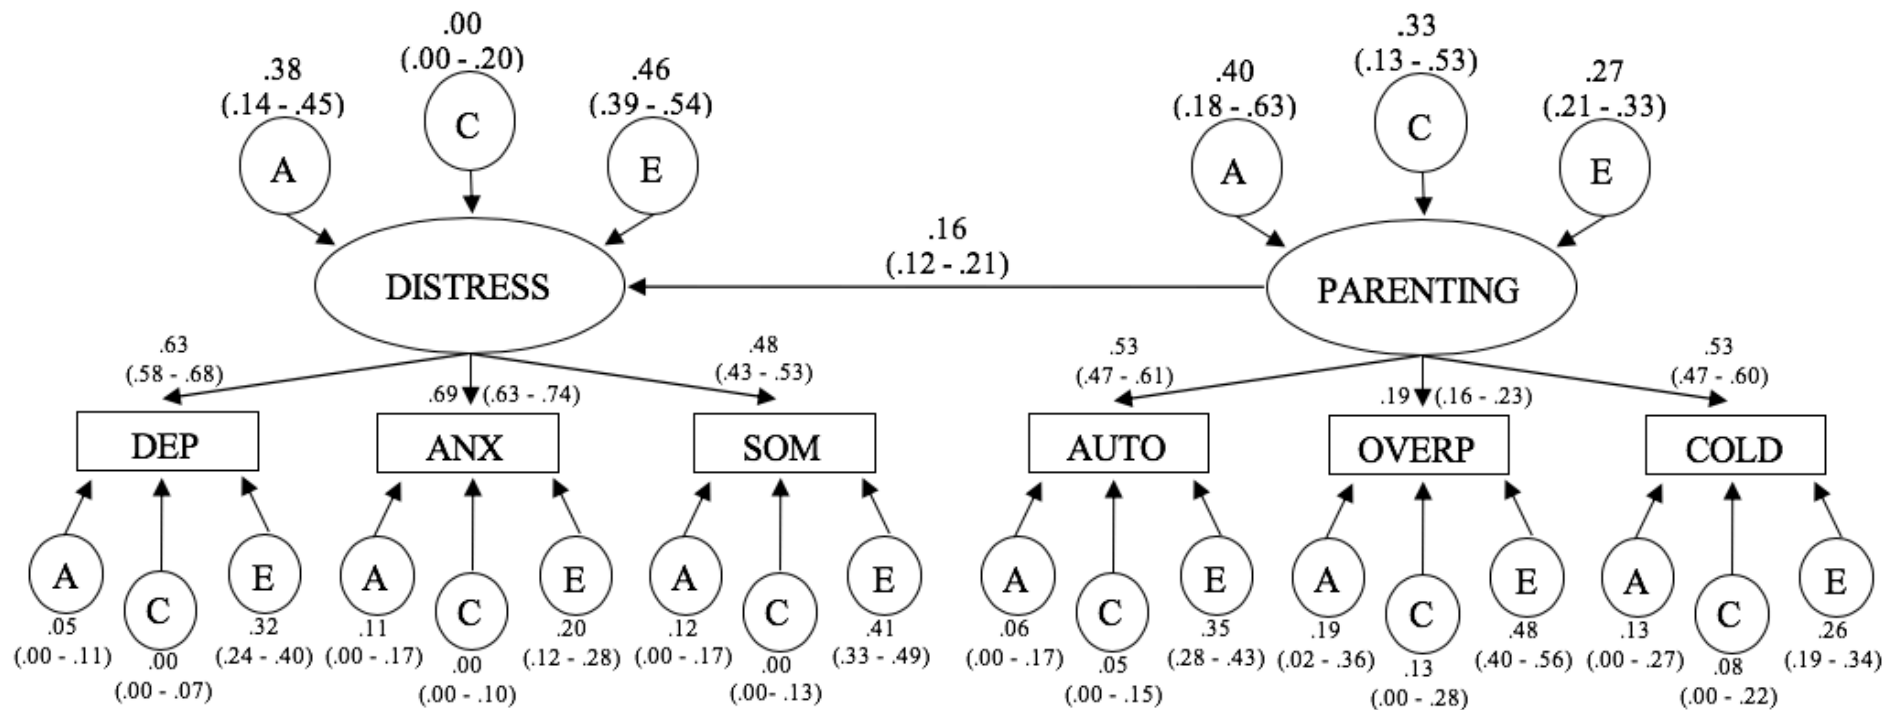 .00
(.00 - .20)
.38
(.14 - .45)
.46
(.39 - .54)
A
C
E
.33
(.13 - .53)
.40
(.18 - .63)
.27
(.21 - .33)
A
C
E
DISTRESS
.16
(.12 - .21)
PARENTING
.63
(.58 - .68)
.69 (.63 - .74)
.48
(.43 - .53)
.53
(.47 - .61)
.19 (.16 - .23)
.53
(.47 - .60)
DEP
ANX
SOM
AUTO
OVERP
COLD
A
C
E
.05
(.00 - .11)
.00
(.00 - .07)
.32
(.24 - .40)
A
C
E
.11
(.00 - .17)
.00
(.00 - .10)
.20
(.12 - .28)
A
C
E
.12
(.00 - .17)
.00
(.00- .13)
.41
(.33 - .49)
A
C
E
.06
(.00 - .17)
.05
(.00 - .15)
.35
(.28 - .43)
A
C
E
.19
(.02 - .36)
.13
(.00 - .28)
.48
(.40 - .56)
A
C
E
.13
(.00 - .27)
.08
(.00 - .22)
.26
(.19 - .34)